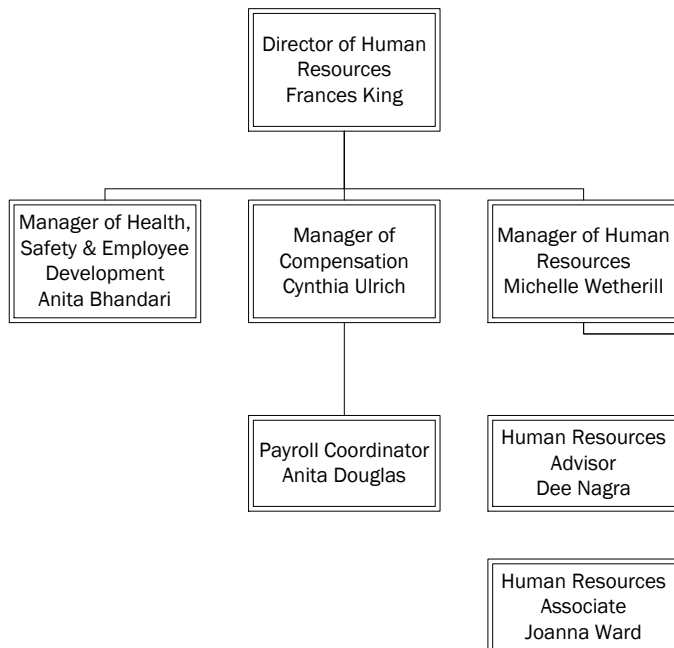 Director of Human
Resources
Frances King
Manager of Health,
Safety & Employee
Development
Anita Bhandari
Manager of
Compensation
Cynthia Ulrich
Manager of Human
Resources
Michelle Wetherill
Payroll Coordinator
Anita Douglas
Human Resources
Advisor
Dee Nagra
Human Resources
Associate
Joanna Ward